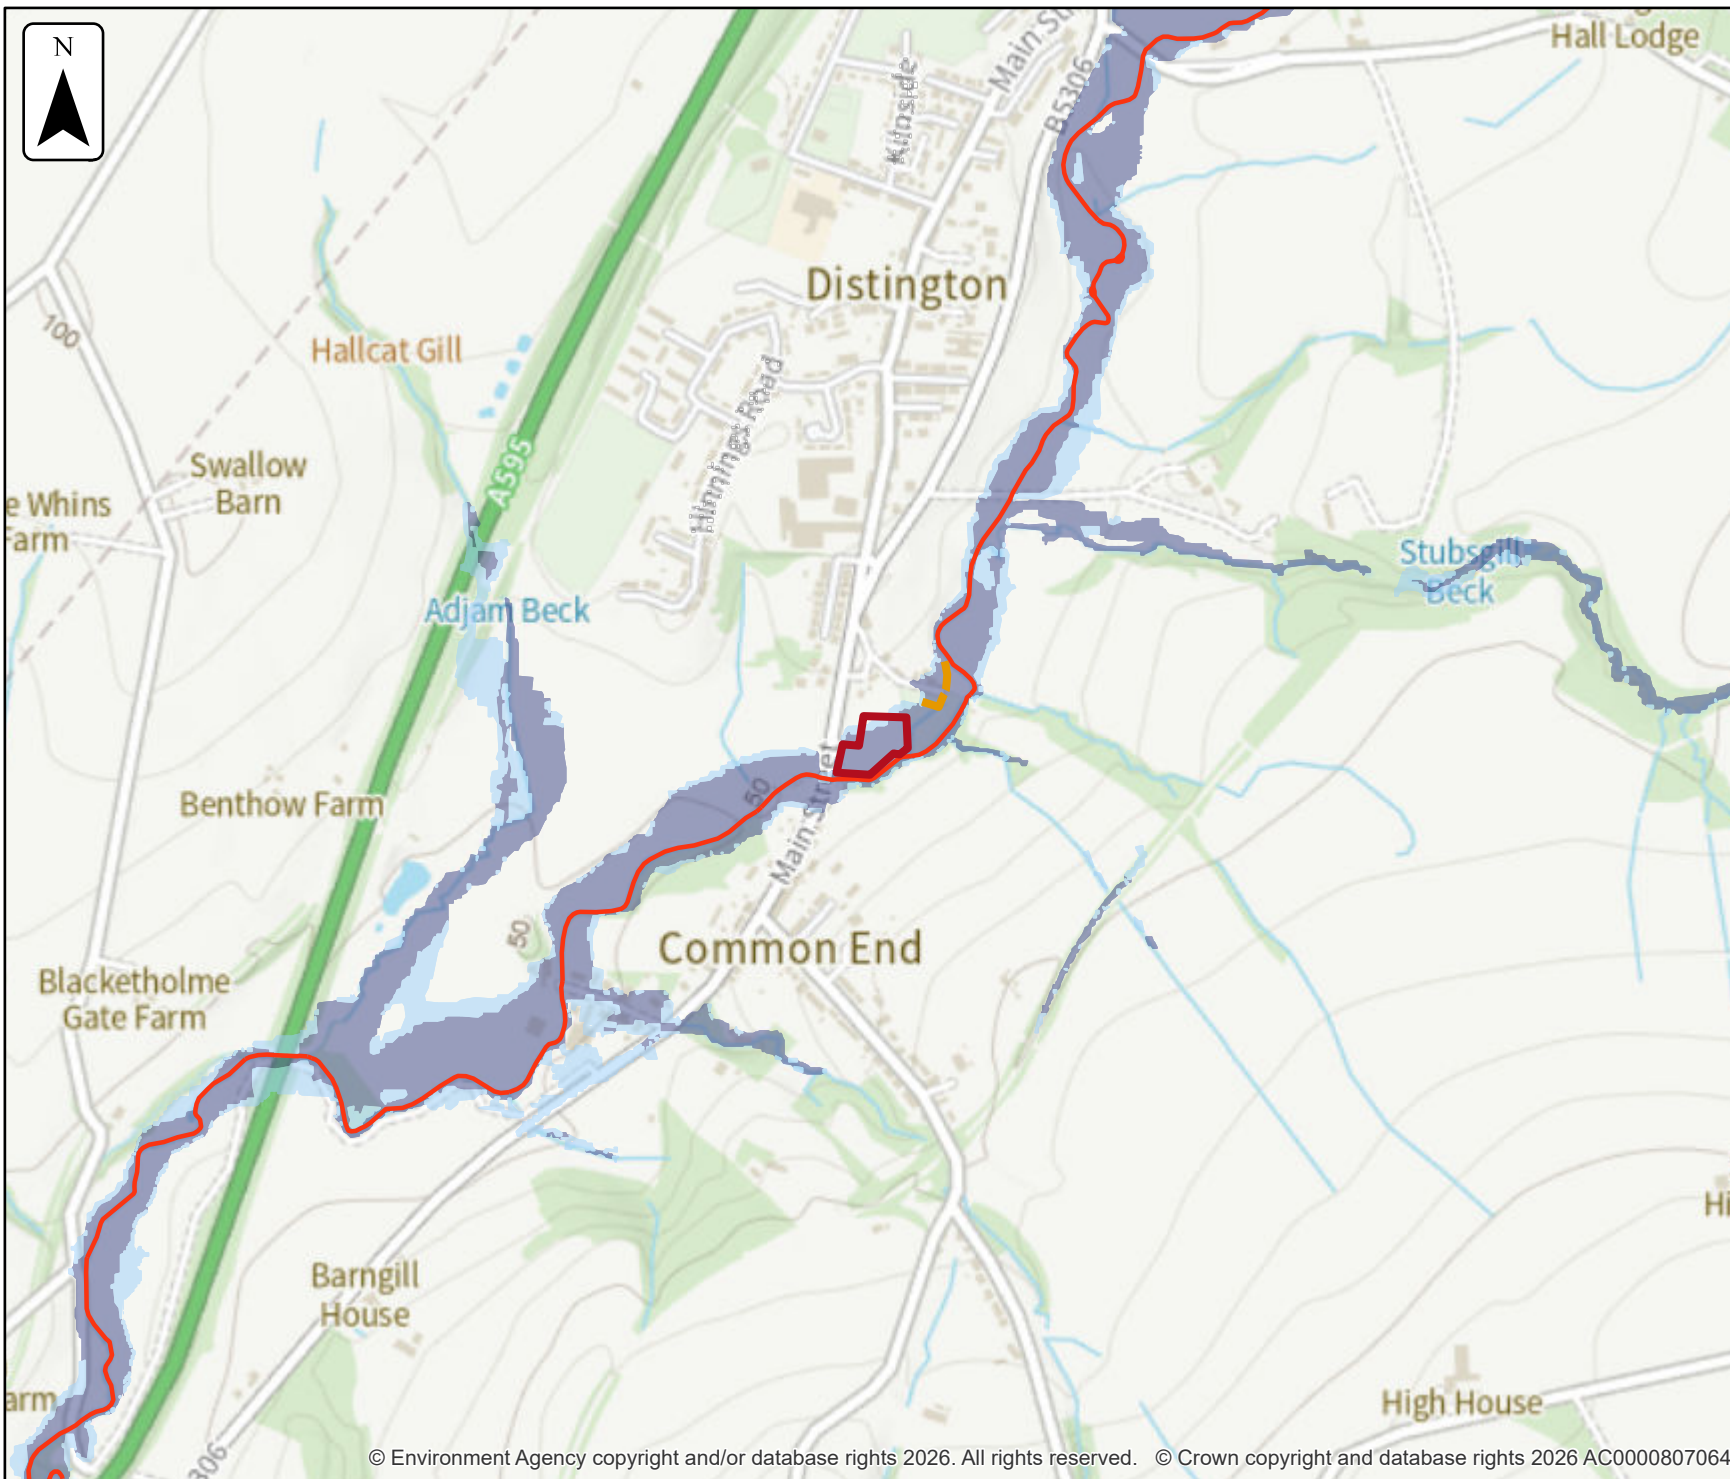 N
Main Str
Hall Lodge
B5306
Kilnside
Distington
100
Hallcat Gill
Hinnings Road
A595
Swallow
Barn
e Whins
Farm
Stubsgill
Beck
Adjam Beck
Main Street
50
Benthow Farm
50
Common End
Blacketholme
Gate Farm
Hi
Barngill
House
arm
High House
306
© Environment Agency copyright and/or database rights 2026. All rights reserved. © Crown copyright and database rights 2026 AC0000807064